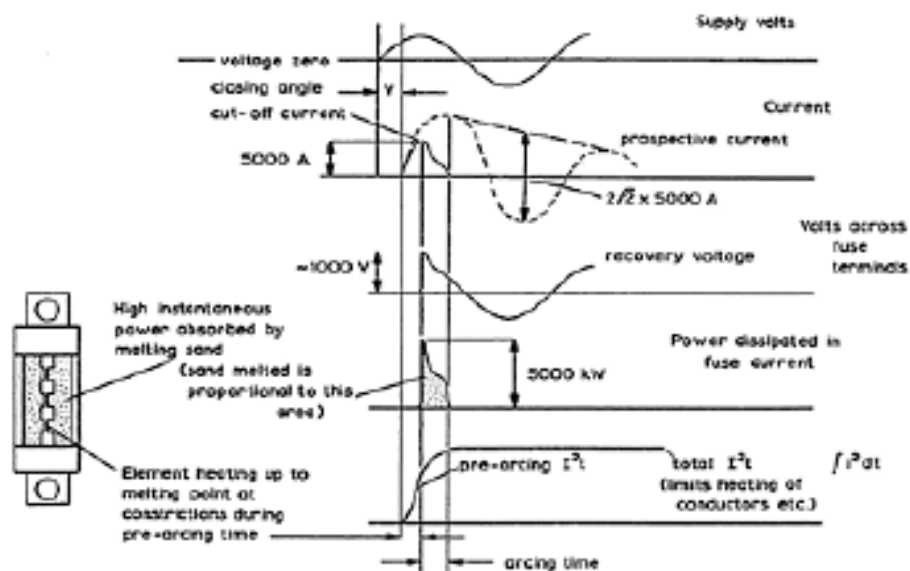 Supply volts
voltage zero
closing angle
Y
cut-off current
Current
prospective current
5000 A
2√2 x 5000 A
Volts across
fuse
terminals
recovery voltage
≈1000 V
High instantaneous
power absorbed by
melting sand
(sand melted is
proportional to this
area)
Power dissipated in
fuse current
5000 kW
pre-arcing I²t
total I²t
(limits heating of
conductors etc.)
∫i²dt
Element heating up to
melting point at
constrictions during
pre-arcing time
arcing time